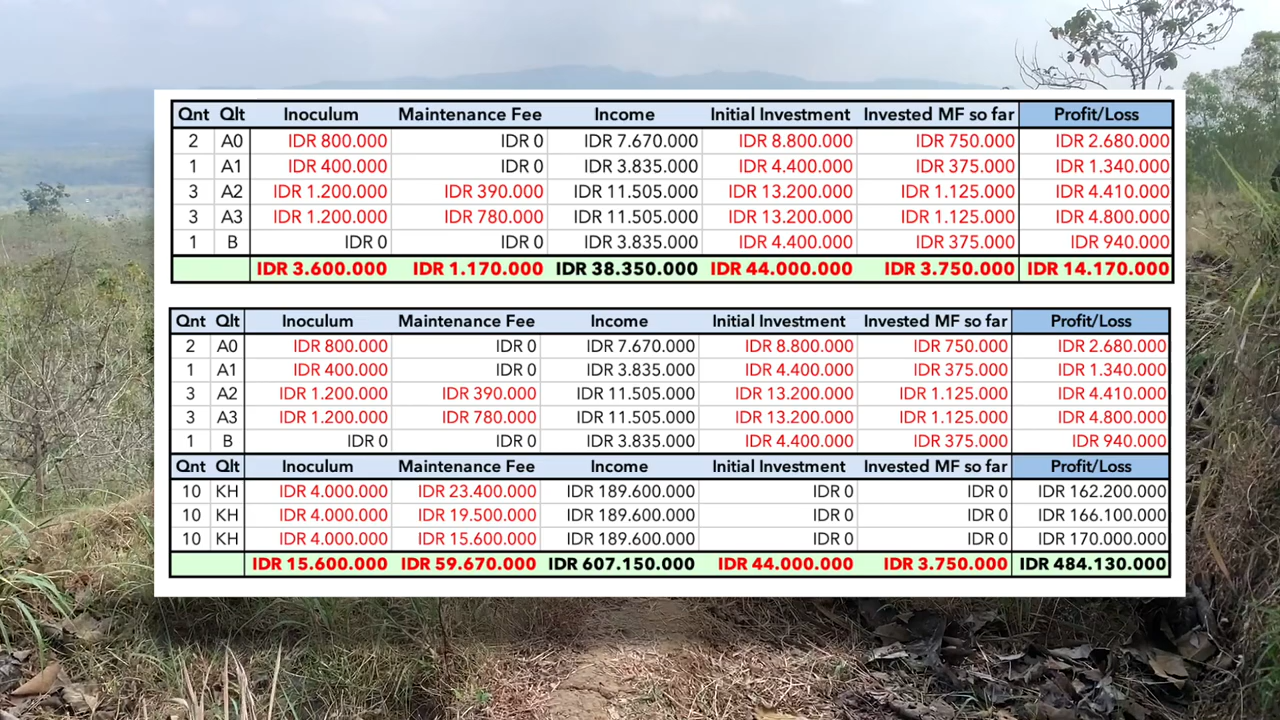 Qnt Qlt Inoculum Maintenance Fee Income Initial Investment Invested MF so far Profit/Loss
2 A0 IDR 800.000 IDR 0 IDR 7.670.000 IDR 8.800.000 IDR 750.000 IDR 2.680.000
1 A1 IDR 400.000 IDR 0 IDR 3.835.000 IDR 4.400.000 IDR 375.000 IDR 1.340.000
3 A2 IDR 1.200.000 IDR 390.000 IDR 11.505.000 IDR 13.200.000 IDR 1.125.000 IDR 4.410.000
3 A3 IDR 1.200.000 IDR 780.000 IDR 11.505.000 IDR 13.200.000 IDR 1.125.000 IDR 4.800.000
1 B IDR 0 IDR 0 IDR 3.835.000 IDR 4.400.000 IDR 375.000 IDR 940.000
IDR 3.600.000 IDR 1.170.000 IDR 38.350.000 IDR 44.000.000 IDR 3.750.000 IDR 14.170.000
Qnt Qlt Inoculum Maintenance Fee Income Initial Investment Invested MF so far Profit/Loss
2 A0 IDR 800.000 IDR 0 IDR 7.670.000 IDR 8.800.000 IDR 750.000 IDR 2.680.000
1 A1 IDR 400.000 IDR 0 IDR 3.835.000 IDR 4.400.000 IDR 375.000 IDR 1.340.000
3 A2 IDR 1.200.000 IDR 390.000 IDR 11.505.000 IDR 13.200.000 IDR 1.125.000 IDR 4.410.000
3 A3 IDR 1.200.000 IDR 780.000 IDR 11.505.000 IDR 13.200.000 IDR 1.125.000 IDR 4.800.000
1 B IDR 0 IDR 0 IDR 3.835.000 IDR 4.400.000 IDR 375.000 IDR 940.000
Qnt Qlt Inoculum Maintenance Fee Income Initial Investment Invested MF so far Profit/Loss
10 KH IDR 4.000.000 IDR 23.400.000 IDR 189.600.000 IDR 0 IDR 0 IDR 162.200.000
10 KH IDR 4.000.000 IDR 19.500.000 IDR 189.600.000 IDR 0 IDR 0 IDR 166.100.000
10 KH IDR 4.000.000 IDR 15.600.000 IDR 189.600.000 IDR 0 IDR 0 IDR 170.000.000
IDR 15.600.000 IDR 59.670.000 IDR 607.150.000 IDR 44.000.000 IDR 3.750.000 IDR 484.130.000